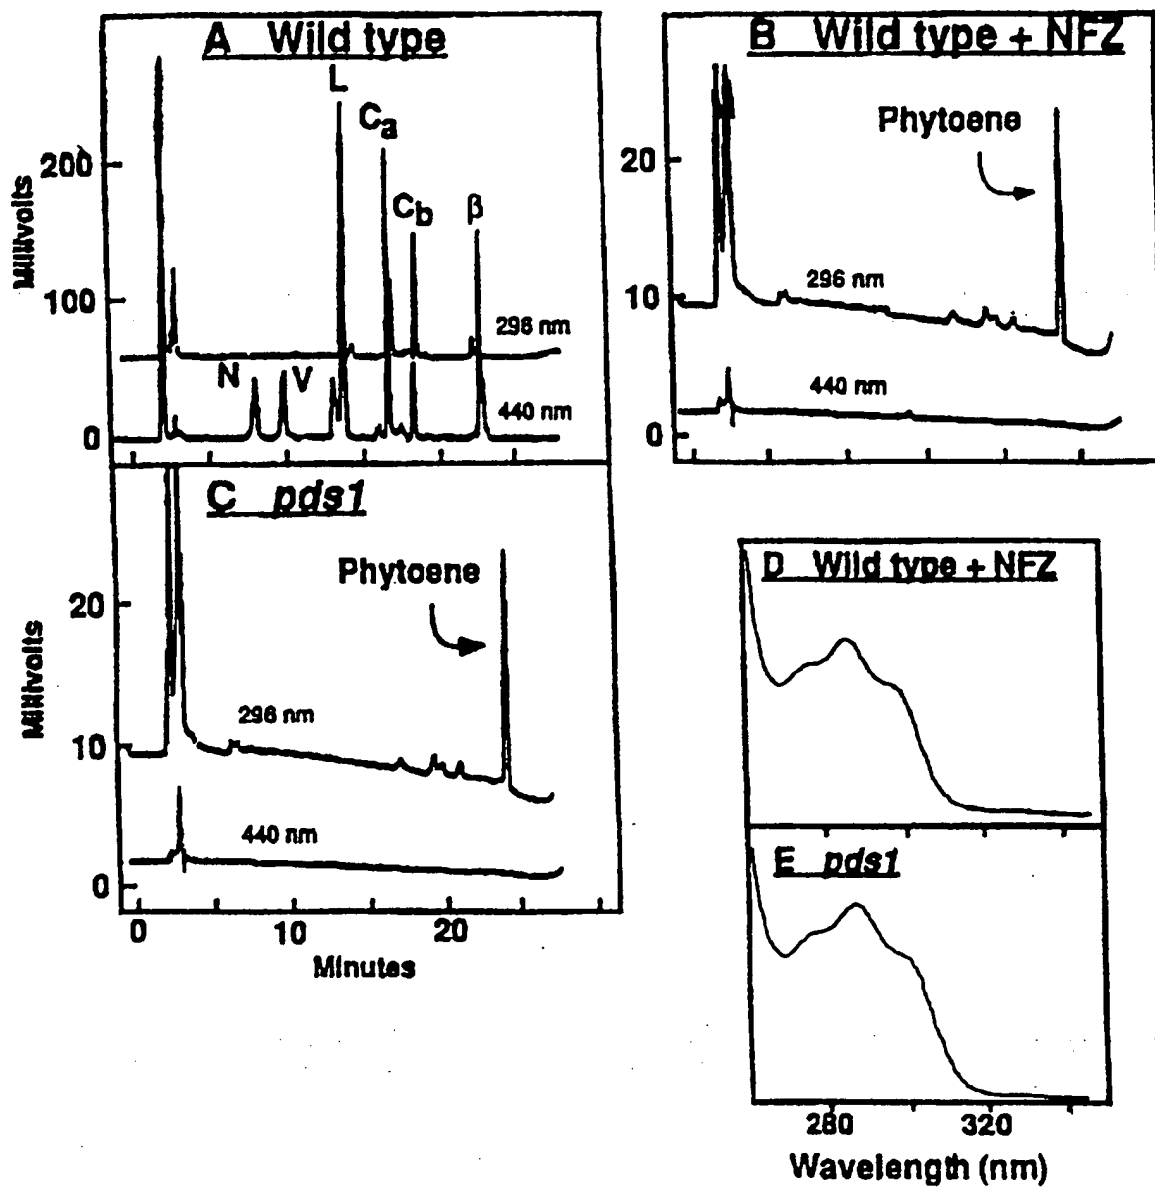 A Wild type
L
Ca
Cb
β
200
100
0
Millivolts
296 nm
N
V
440 nm
B Wild type + NFZ
Phytoene
20
10
0
296 nm
440 nm
C pds1
Phytoene
20
10
0
Millivolts
296 nm
440 nm
0
10
20
Minutes
D Wild type + NFZ
E pds1
280
320
Wavelength (nm)